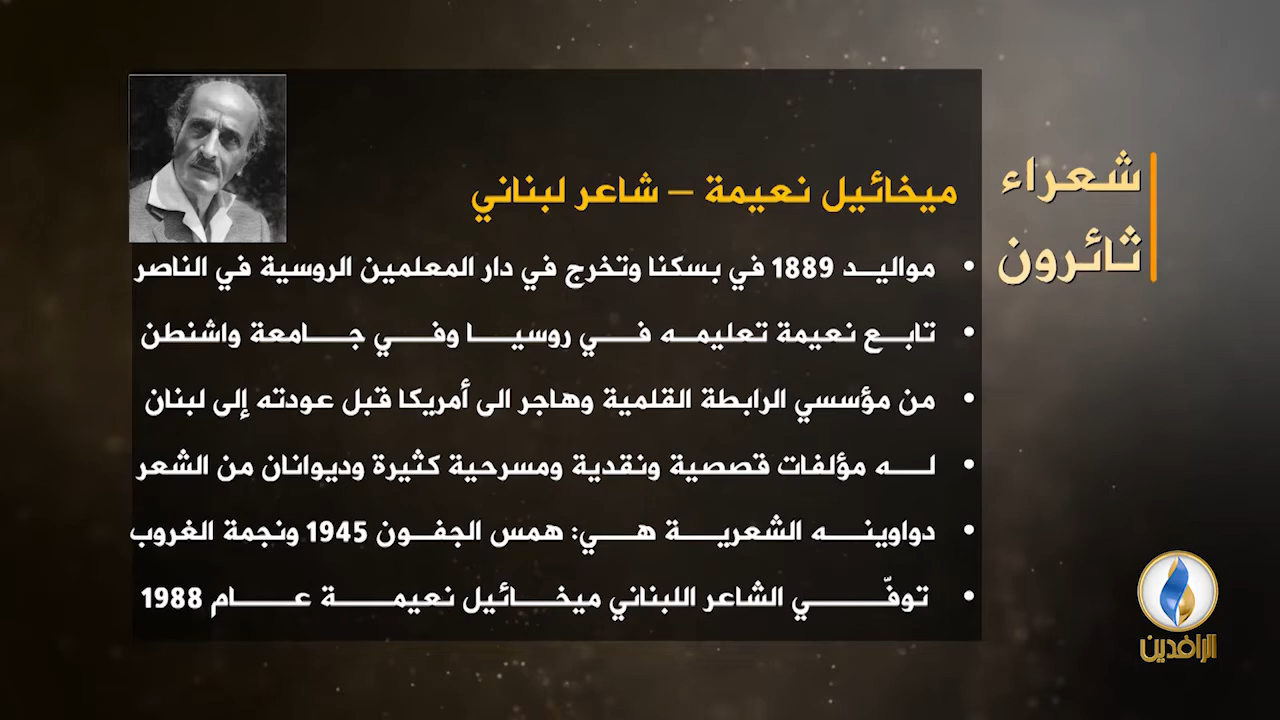 شعراء
ثائرون
ميخائيل نعيمة – شاعر لبناني
• مواليد 1889 في بسكنا وتخرج في دار المعلمين الروسية في الناصر
• تابع نعيمة تعليمه في روسيا وفي جامعة واشنطن
• من مؤسسي الرابطة القلمية وهاجر الى أمريكا قبل عودته إلى لبنان
• له مؤلفات قصصية ونقدية ومسرحية كثيرة وديوانان من الشعر
• دواوينه الشعرية هي: همس الجفون 1945 ونجمة الغروب
• توفّي الشاعر اللبناني ميخائيل نعيمة عام 1988
الرافدين